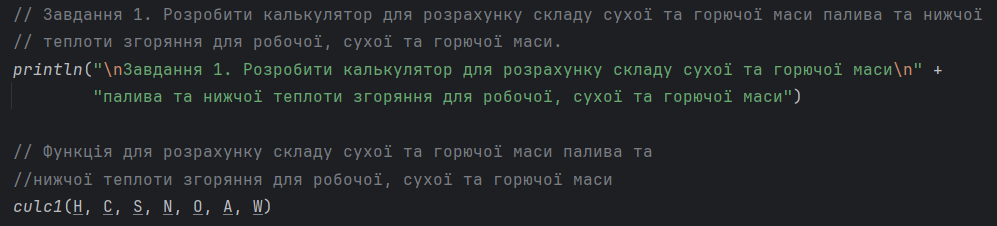 // Завдання 1. Розробити калькулятор для розрахунку складу сухої та горючої маси палива та нижчої
// теплоти згоряння для робочої, сухої та горючої маси.
println("\nЗавдання 1. Розробити калькулятор для розрахунку складу сухої та горючої маси\n" +
"палива та нижчої теплоти згоряння для робочої, сухої та горючої маси")
// Функція для розрахунку складу сухої та горючої маси палива та
//нижчої теплоти згоряння для робочої, сухої та горючої маси
culc1(H, C, S, N, O, A, W)